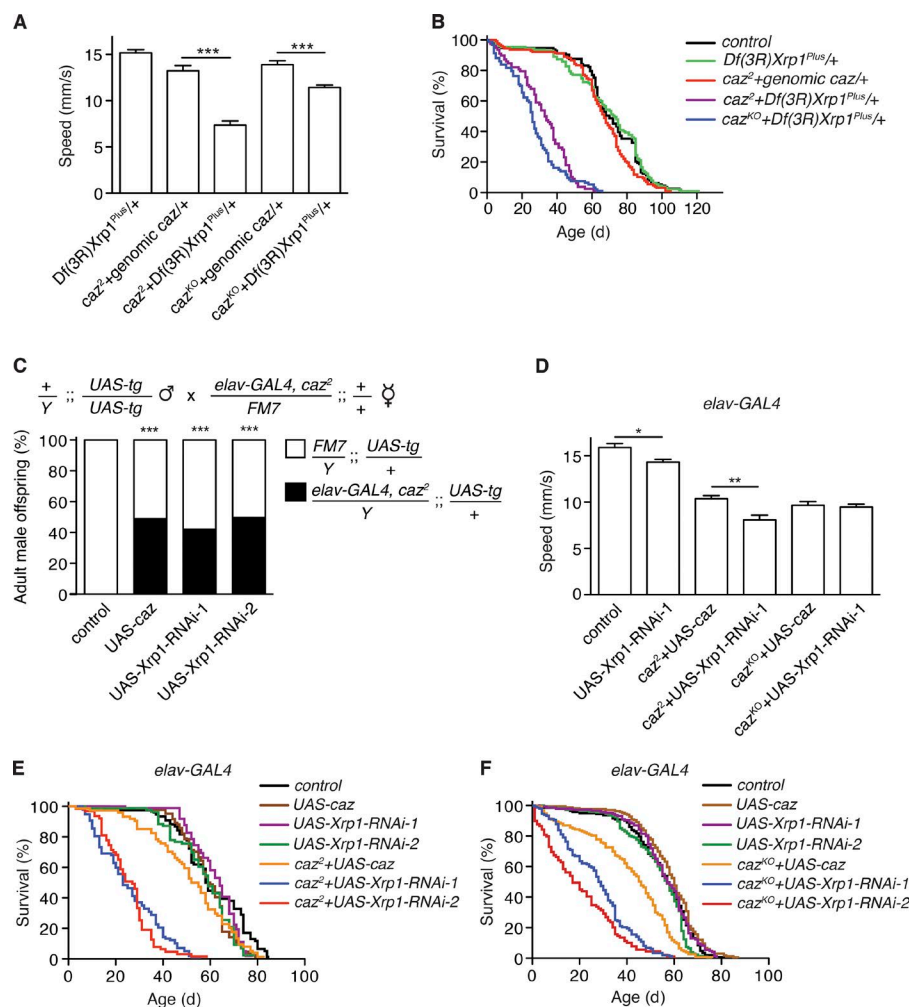 A
Speed (mm/s)
15
10
5
0
***
***
Df(3R)Xrp1Plus/+
caz2+genomic caz/+
caz2+Df(3R)Xrp1Plus/+
cazKO+genomic caz/+
cazKO+Df(3R)Xrp1Plus/+
B
Survival (%)
100
80
60
40
20
0
0 20 40 60 80 100 120
Age (d)
control
Df(3R)Xrp1Plus/+
caz2+genomic caz/+
caz2+Df(3R)Xrp1Plus/+
cazKO+Df(3R)Xrp1Plus/+
C
+/Y ;; UAS-tg/UAS-tg ♂ x elav-GAL4, caz2/FM7 ;; +/+ ☿
Adult male offspring (%)
100
80
60
40
20
0
*** *** ***
control
UAS-caz
UAS-Xrp1-RNAi-1
UAS-Xrp1-RNAi-2
FM7/Y ;; UAS-tg/+
elav-GAL4, caz2/Y ;; UAS-tg/+
D
elav-GAL4
Speed (mm/s)
15
10
5
0
*
**
control
UAS-Xrp1-RNAi-1
caz2+UAS-caz
caz2+UAS-Xrp1-RNAi-1
cazKO+UAS-caz
cazKO+UAS-Xrp1-RNAi-1
E
elav-GAL4
Survival (%)
100
80
60
40
20
0
0 20 40 60 80 100
Age (d)
control
UAS-caz
UAS-Xrp1-RNAi-1
UAS-Xrp1-RNAi-2
caz2+UAS-caz
caz2+UAS-Xrp1-RNAi-1
caz2+UAS-Xrp1-RNAi-2
F
elav-GAL4
Survival (%)
100
80
60
40
20
0
0 20 40 60 80 100
Age (d)
control
UAS-caz
UAS-Xrp1-RNAi-1
UAS-Xrp1-RNAi-2
cazKO+UAS-caz
cazKO+UAS-Xrp1-RNAi-1
cazKO+UAS-Xrp1-RNAi-2